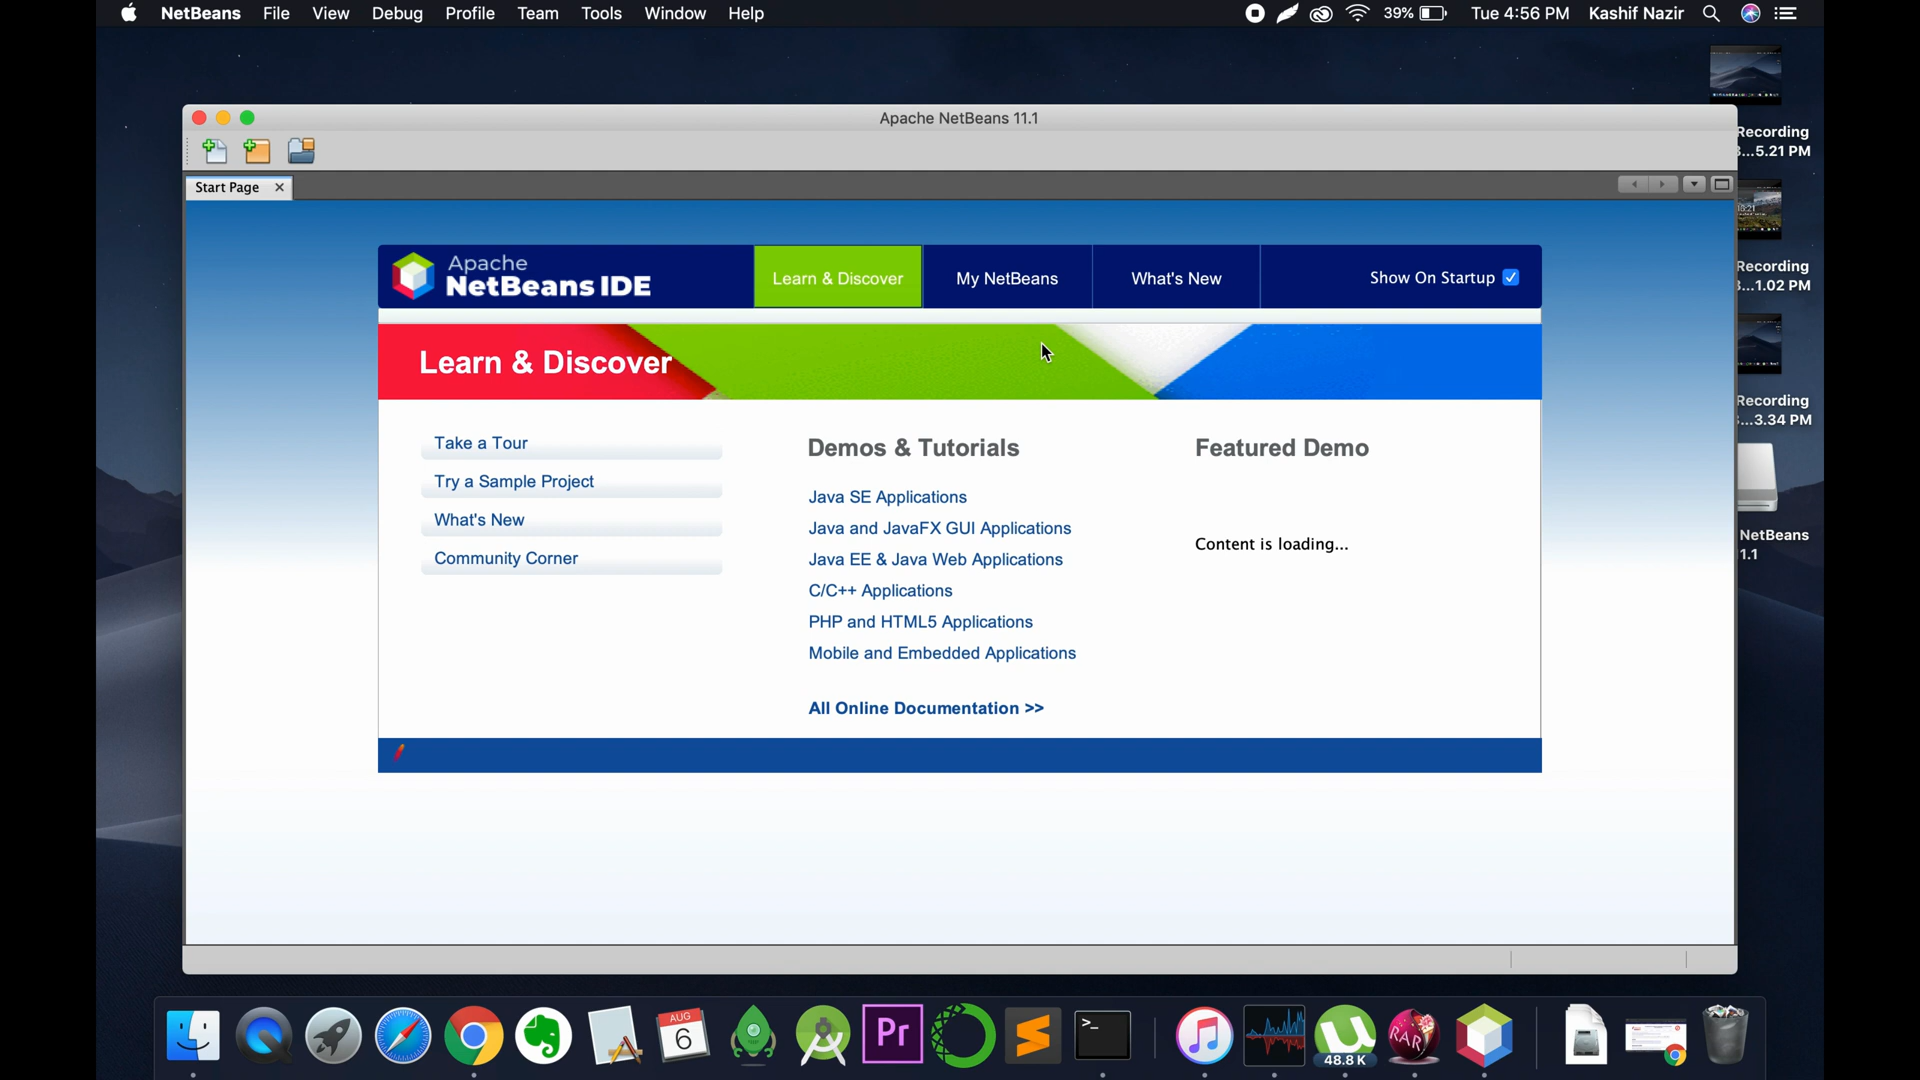 NetBeans File View Debug Profile Team Tools Window Help 39% Tue 4:56 PM Kashif Nazir
Apache NetBeans 11.1
Recording
...5.21 PM
Start Page
Apache
NetBeans IDE
Learn & Discover
My NetBeans
What's New
Show On Startup
Recording
...1.02 PM
Learn & Discover
Recording
...3.34 PM
Take a Tour
Try a Sample Project
What's New
Community Corner
Demos & Tutorials
Java SE Applications
Java and JavaFX GUI Applications
Java EE & Java Web Applications
C/C++ Applications
PHP and HTML5 Applications
Mobile and Embedded Applications
All Online Documentation >>
Featured Demo
Content is loading...
NetBeans
11.1
AUG
6
Pr
>_
48.8 K
RAR